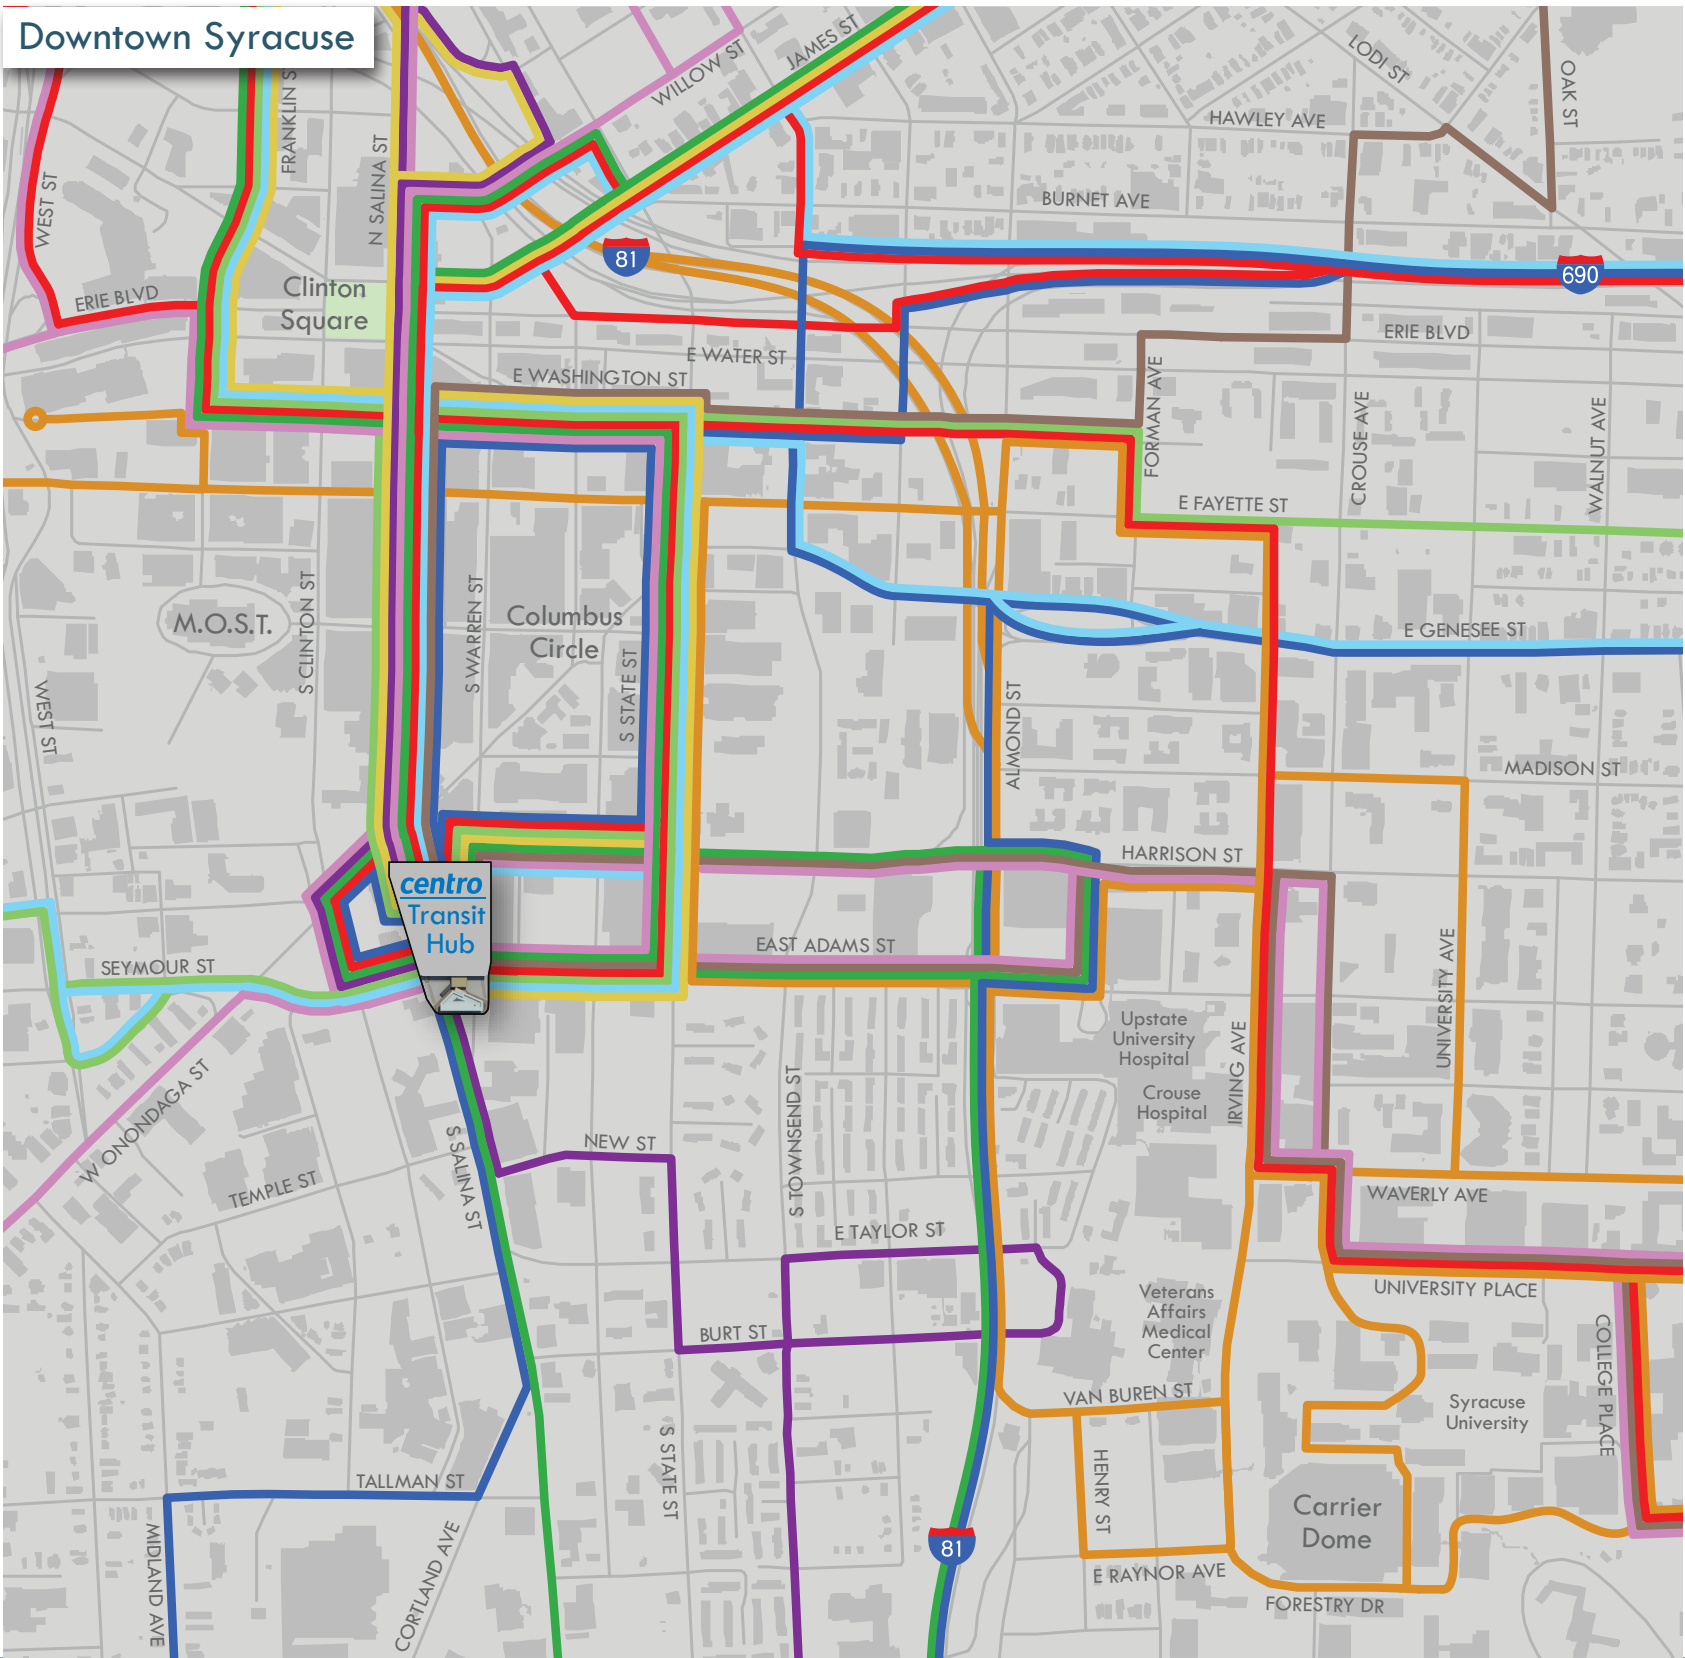 Downtown Syracuse
WILLOW ST
JAMES ST
LODI ST
OAK ST
FRANKLIN ST
HAWLEY AVE
N SALINA ST
WEST ST
BURNET AVE
81
690
Clinton
Square
ERIE BLVD
ERIE BLVD
E WATER ST
E WASHINGTON ST
FORMAN AVE
CROUSE AVE
WALNUT AVE
E FAYETTE ST
M.O.S.T.
S CLINTON ST
S WARREN ST
Columbus
Circle
S STATE ST
E GENESEE ST
WEST ST
ALMOND ST
MADISON ST
HARRISON ST
centro
Transit
Hub
EAST ADAMS ST
SEYMOUR ST
UNIVERSITY AVE
Upstate
University
Hospital
IRVING AVE
Crouse
Hospital
W ONONDAGA ST
S SALINA ST
NEW ST
S TOWNSEND ST
TEMPLE ST
WAVERLY AVE
E TAYLOR ST
UNIVERSITY PLACE
Veterans
Affairs
Medical
Center
BURT ST
COLLEGE PLACE
VAN BUREN ST
Syracuse
University
S STATE ST
HENRY ST
TALLMAN ST
Carrier
Dome
MIDLAND AVE
CORTLAND AVE
81
E RAYNOR AVE
FORESTRY DR